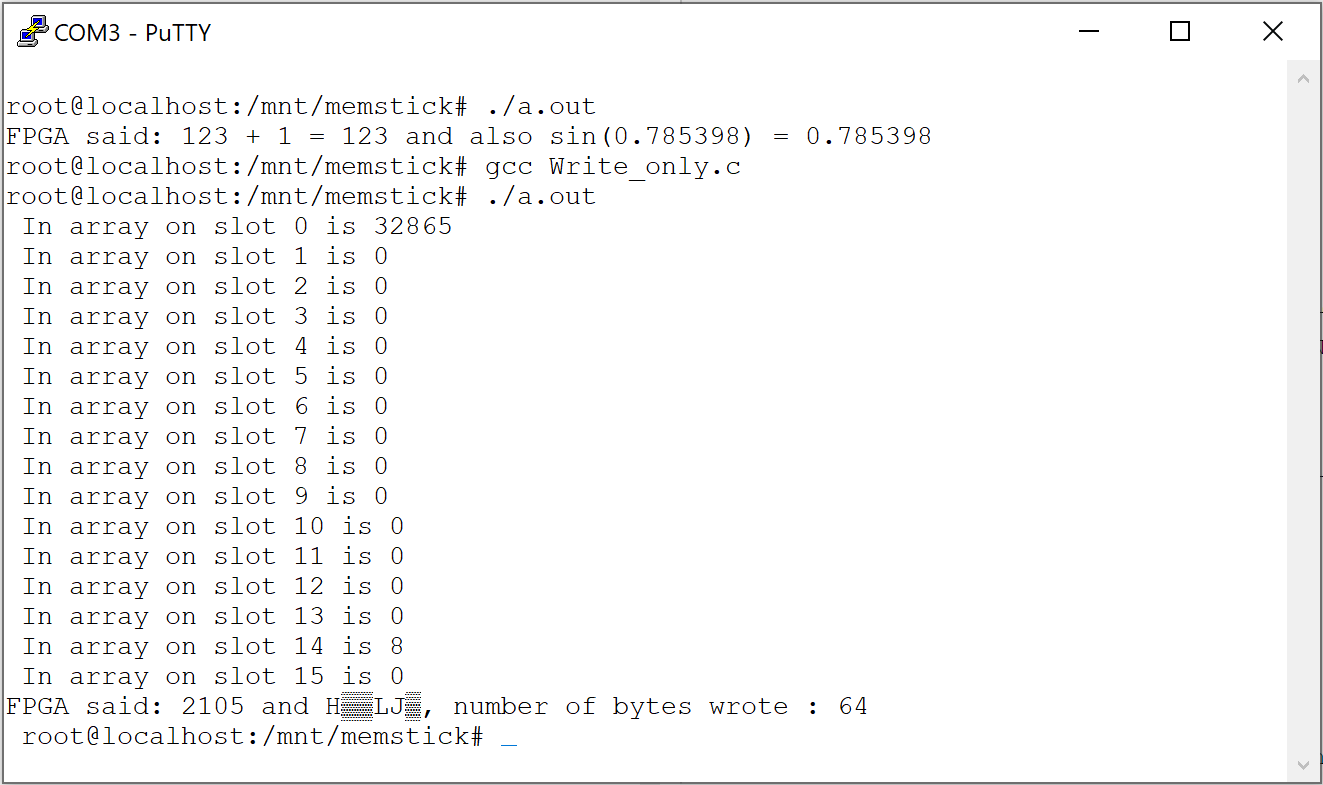 COM3 - PuTTY
root@localhost:/mnt/memstick# ./a.out
FPGA said: 123 + 1 = 123 and also sin(0.785398) = 0.785398
root@localhost:/mnt/memstick# gcc Write_only.c
root@localhost:/mnt/memstick# ./a.out
In array on slot 0 is 32865
In array on slot 1 is 0
In array on slot 2 is 0
In array on slot 3 is 0
In array on slot 4 is 0
In array on slot 5 is 0
In array on slot 6 is 0
In array on slot 7 is 0
In array on slot 8 is 0
In array on slot 9 is 0
In array on slot 10 is 0
In array on slot 11 is 0
In array on slot 12 is 0
In array on slot 13 is 0
In array on slot 14 is 8
In array on slot 15 is 0
FPGA said: 2105 and H▒▒LJ▒, number of bytes wrote : 64
root@localhost:/mnt/memstick# _